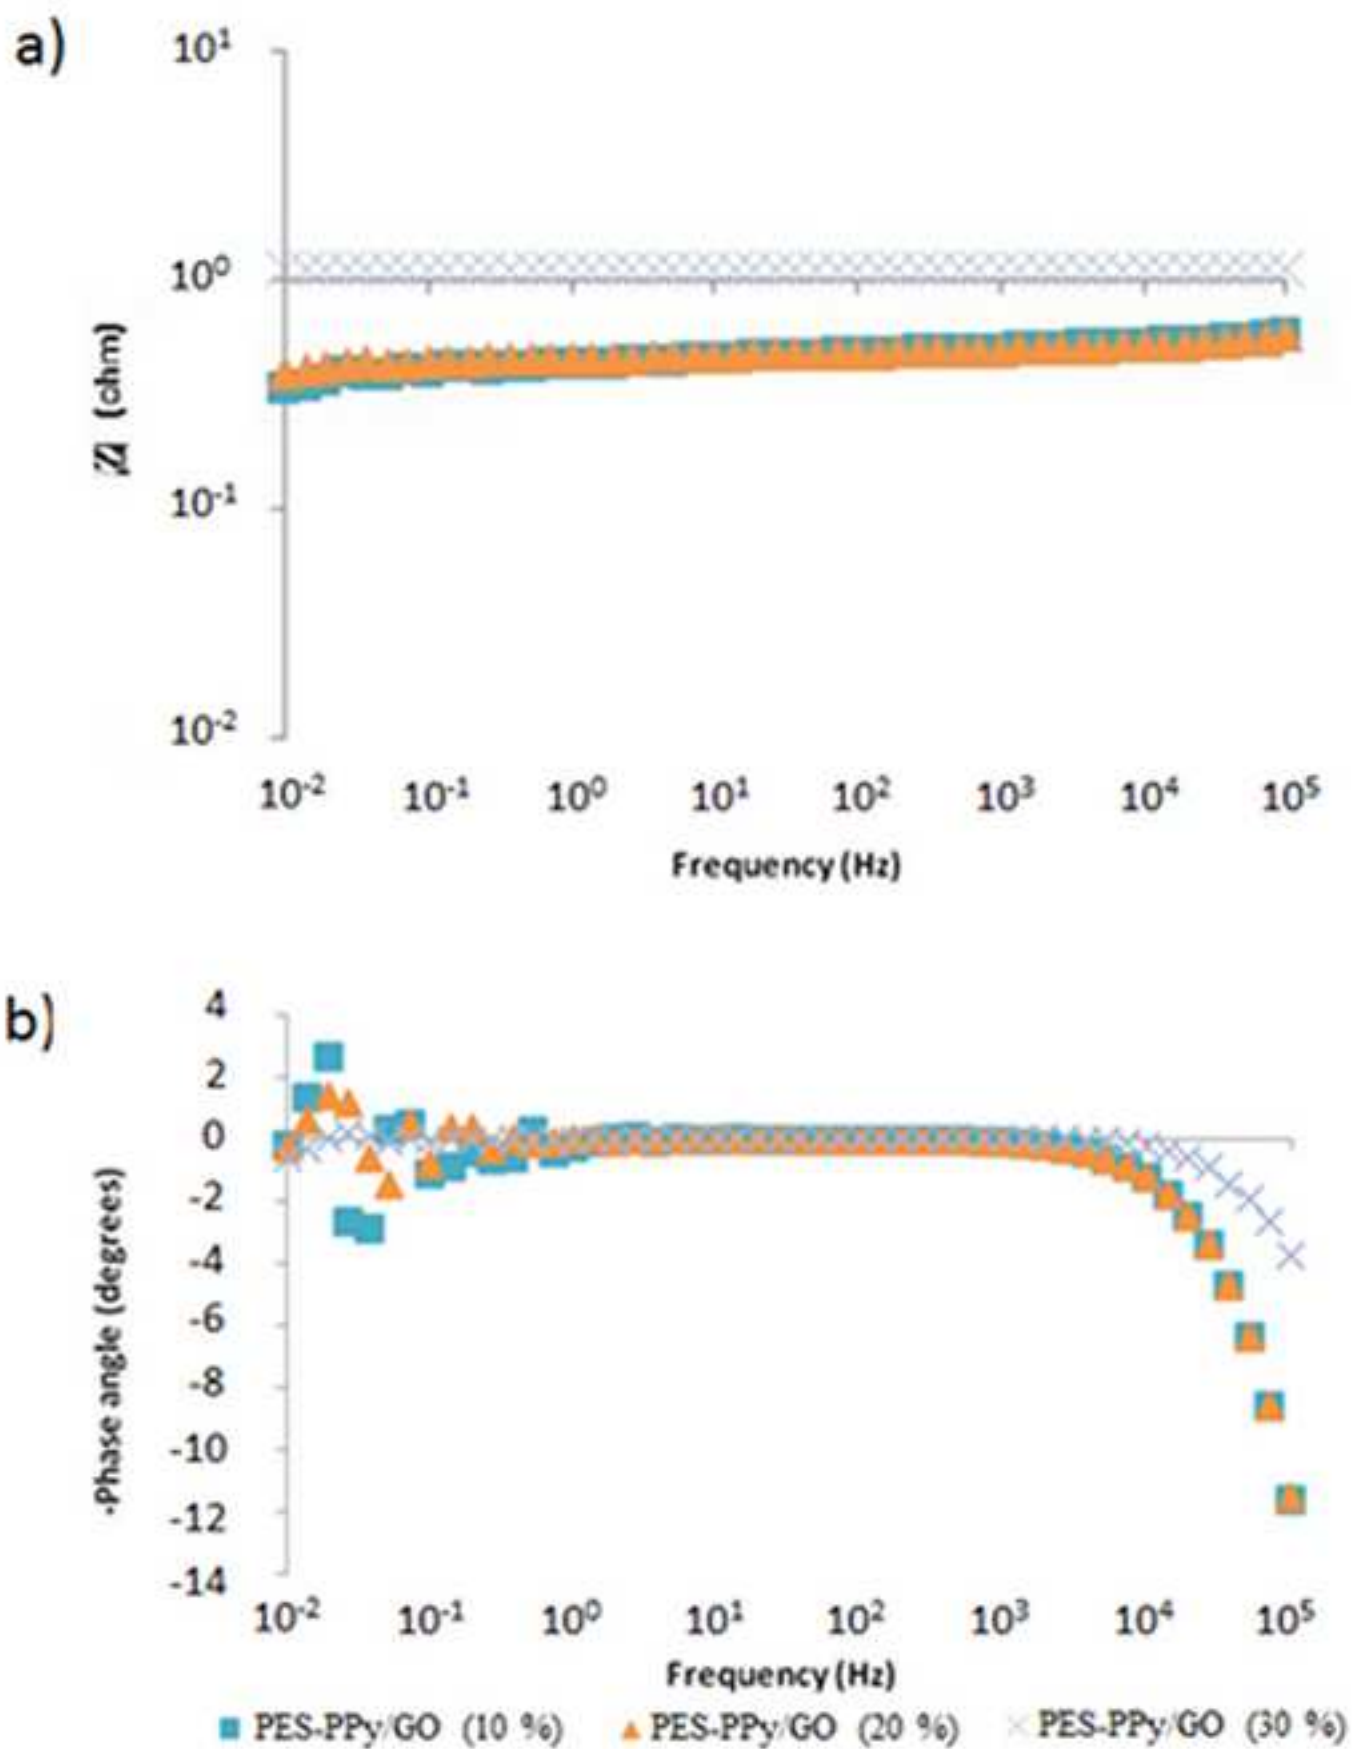 a)
10¹
10⁰
10⁻¹
10⁻²
|Z| (ohm)
10⁻² 10⁻¹ 10⁰ 10¹ 10² 10³ 10⁴ 10⁵
Frequency (Hz)
b)
4
2
0
-2
-4
-6
-8
-10
-12
-14
-Phase angle (degrees)
10⁻² 10⁻¹ 10⁰ 10¹ 10² 10³ 10⁴ 10⁵
Frequency (Hz)
PES-PPy/GO (10 %) PES-PPy/GO (20 %) PES-PPy/GO (30 %)